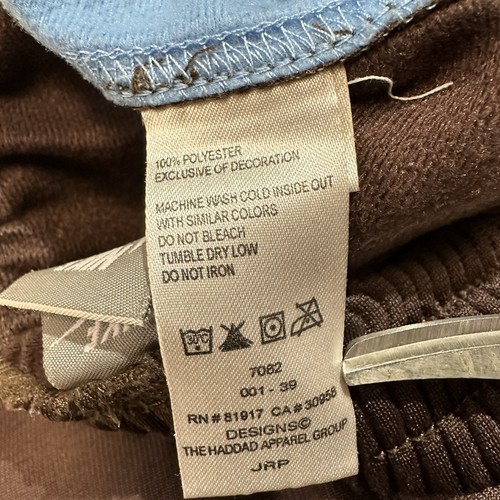 100% POLYESTER
EXCLUSIVE OF DECORATION
MACHINE WASH COLD INSIDE OUT
WITH SIMILAR COLORS
DO NOT BLEACH
TUMBLE DRY LOW
DO NOT IRON
30°C
7062
001 - 39
RN # 81917 CA # 30958
DESIGNS©
THE HADDAD APPAREL GROUP
JRP